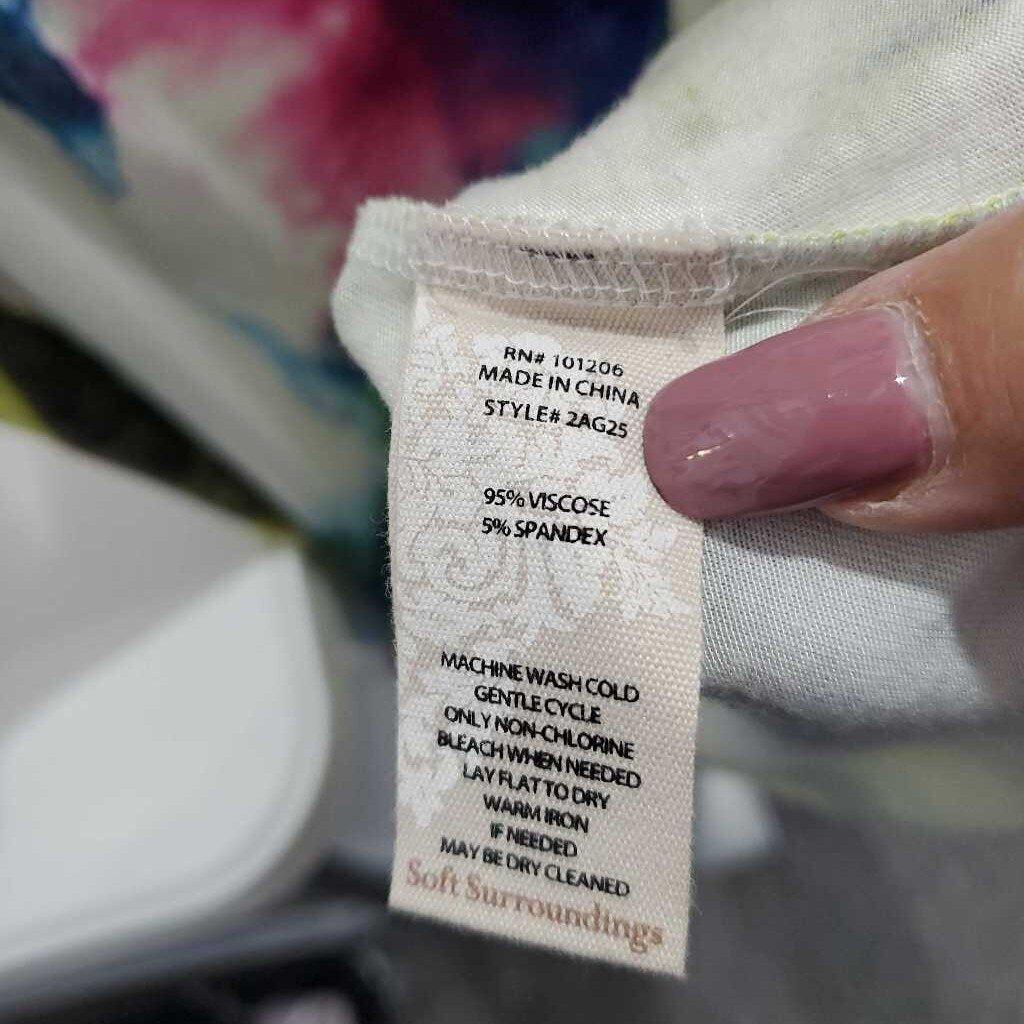 RN# 101206
MADE IN CHINA
STYLE# 2AG25
95% VISCOSE
5% SPANDEX
MACHINE WASH COLD
GENTLE CYCLE
ONLY NON-CHLORINE
BLEACH WHEN NEEDED
LAY FLAT TO DRY
WARM IRON
IF NEEDED
MAY BE DRY CLEANED
Soft Surroundings